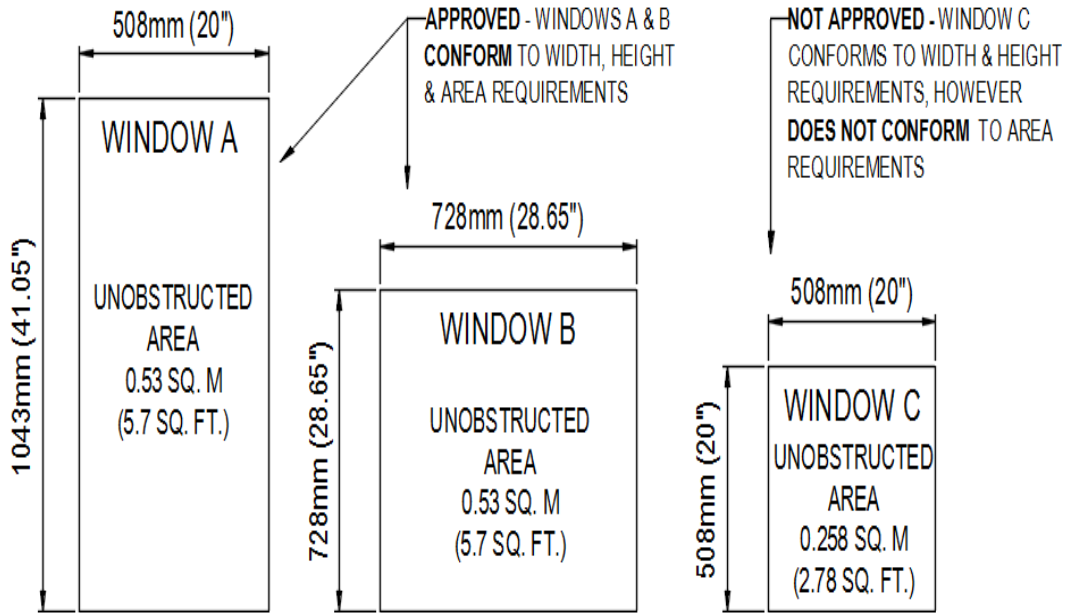 508mm (20")
APPROVED - WINDOWS A & B
CONFORM TO WIDTH, HEIGHT
& AREA REQUIREMENTS
NOT APPROVED - WINDOW C
CONFORMS TO WIDTH & HEIGHT
REQUIREMENTS, HOWEVER
DOES NOT CONFORM TO AREA
REQUIREMENTS
1043mm (41.05")
WINDOW A
UNOBSTRUCTED
AREA
0.53 SQ. M
(5.7 SQ. FT.)
728mm (28.65")
728mm (28.65")
WINDOW B
UNOBSTRUCTED
AREA
0.53 SQ. M
(5.7 SQ. FT.)
508mm (20")
508mm (20")
WINDOW C
UNOBSTRUCTED
AREA
0.258 SQ. M
(2.78 SQ. FT.)